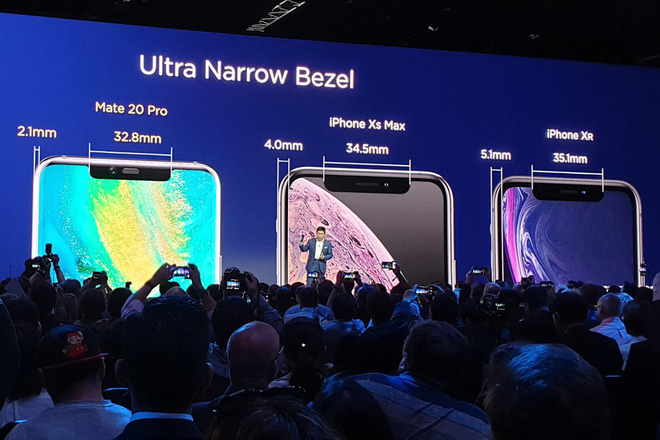 Ultra Narrow Bezel
Mate 20 Pro
2.1mm
32.8mm
iPhone Xs Max
4.0mm
34.5mm
iPhone XR
5.1mm
35.1mm